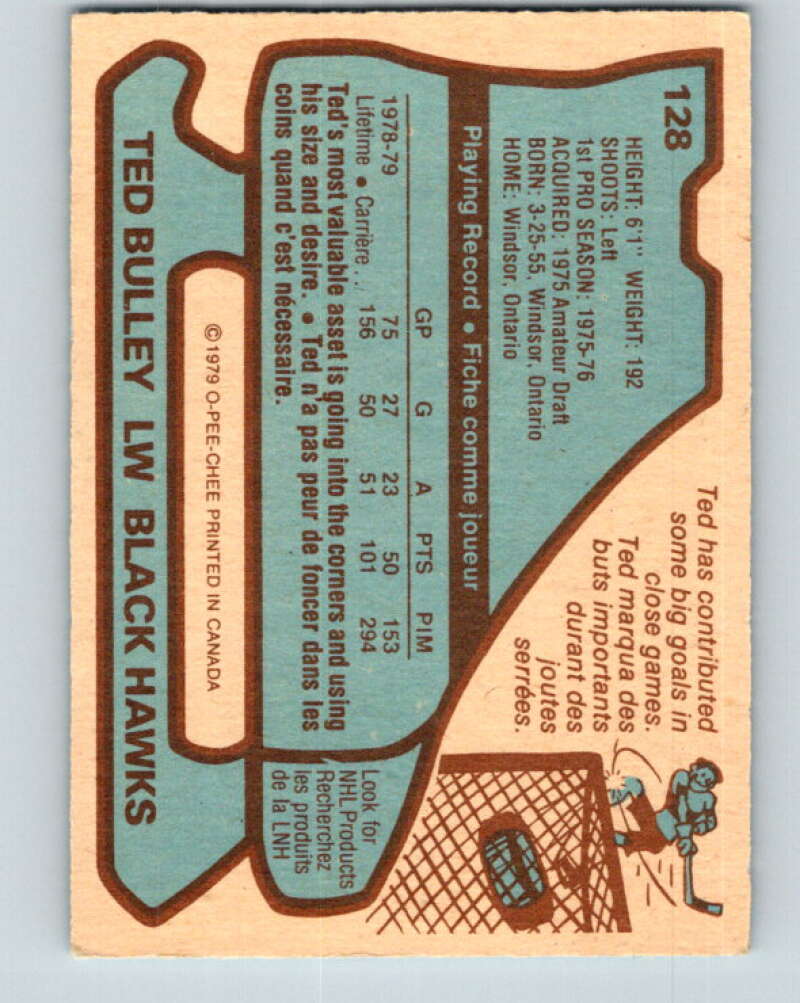 128
HEIGHT: 6'1" WEIGHT: 192
SHOOTS: Left
1st PRO SEASON: 1975-76
ACQUIRED: 1975 Amateur Draft
BORN: 3-25-55, Windsor, Ontario
HOME: Windsor, Ontario
Ted has contributed
some big goals in
close games.
Ted marqua des
buts importants
durant des
joutes
serrées.
Playing Record • Fiche comme joueur
GP G A PTS PIM
1978-79 75 27 23 50 153
Lifetime • Carrière .. 156 50 51 101 294
Ted's most valuable asset is going into the corners and using
his size and desire. • Ted n'a pas peur de foncer dans les
coins quand c'est nécessaire.
Look for
NHL Products
Recherchez
les produits
de la LNH
©1979 O-PEE-CHEE PRINTED IN CANADA
TED BULLEY LW BLACK HAWKS